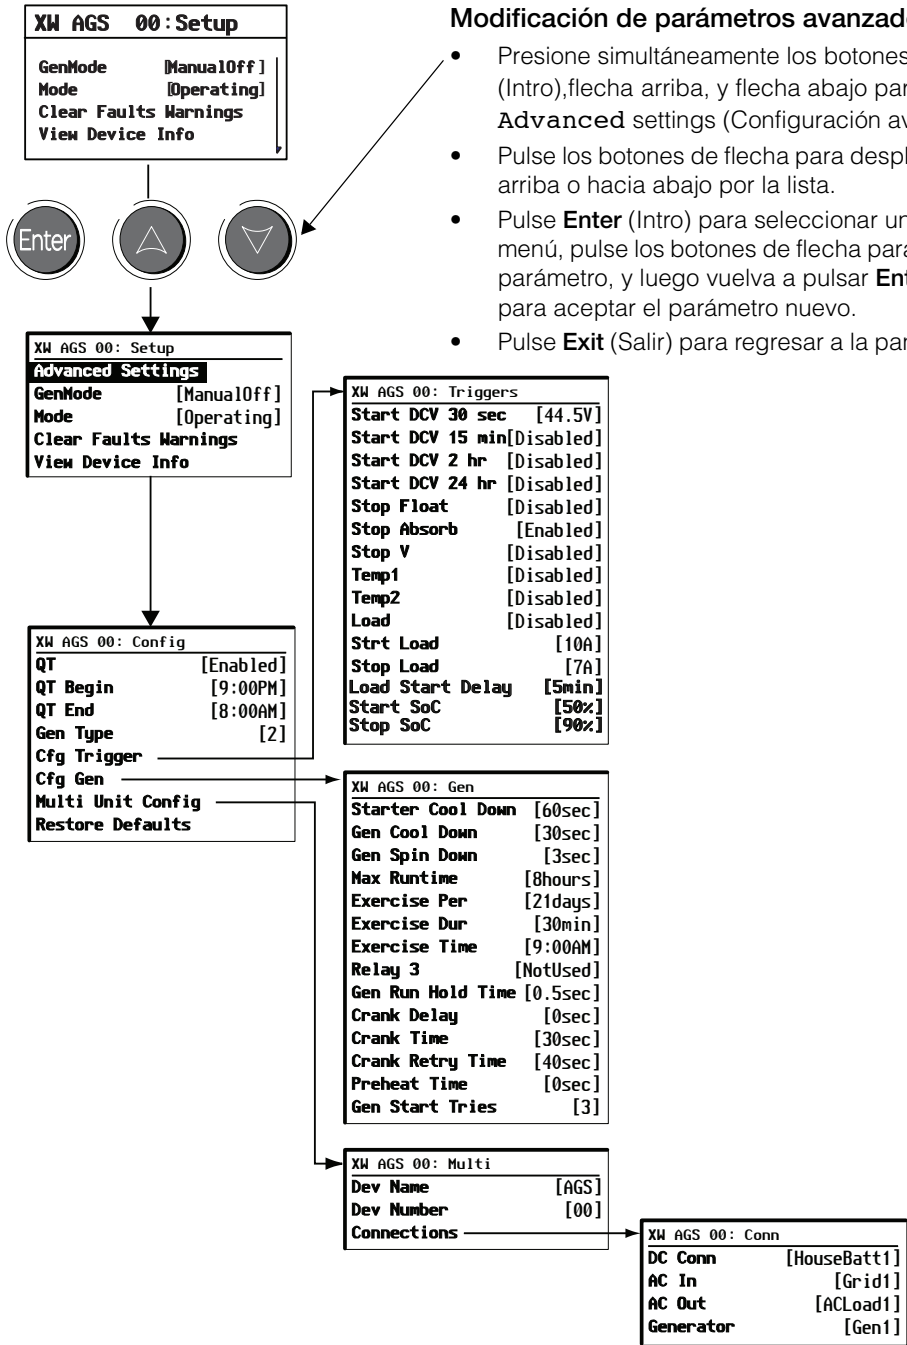 XW AGS 00:Setup
GenMode [ManualOff]
Mode [Operating]
Clear Faults Warnings
View Device Info
Enter
Modificación de parámetros
• Presione simultáneamente los botones
(Intro),flecha arriba, y flecha abajo
Advanced settings (Configuración
• Pulse los botones de flecha para
arriba o hacia abajo por la lista.
• Pulse Enter (Intro) para seleccionar
menú, pulse los botones de flecha
parámetro, y luego vuelva a pulsar
para aceptar el parámetro nuevo.
• Pulse Exit (Salir) para regresar a la
XW AGS 00: Setup
Advanced Settings
GenMode [ManualOff]
Mode [Operating]
Clear Faults Warnings
View Device Info
XW AGS 00: Triggers
Start DCV 30 sec [44.5V]
Start DCV 15 min[Disabled]
Start DCV 2 hr [Disabled]
Start DCV 24 hr [Disabled]
Stop Float [Disabled]
Stop Absorb [Enabled]
Stop V [Disabled]
Temp1 [Disabled]
Temp2 [Disabled]
Load [Disabled]
Strt Load [10A]
Stop Load [7A]
Load Start Delay [5min]
Start SoC [50%]
Stop SoC [90%]
XW AGS 00: Config
QT [Enabled]
QT Begin [9:00PM]
QT End [8:00AM]
Gen Type [2]
Cfg Trigger
Cfg Gen
Multi Unit Config
Restore Defaults
XW AGS 00: Gen
Starter Cool Down [60sec]
Gen Cool Down [30sec]
Gen Spin Down [3sec]
Max Runtime [8hours]
Exercise Per [21days]
Exercise Dur [30min]
Exercise Time [9:00AM]
Relay 3 [NotUsed]
Gen Run Hold Time [0.5sec]
Crank Delay [0sec]
Crank Time [30sec]
Crank Retry Time [40sec]
Preheat Time [0sec]
Gen Start Tries [3]
XW AGS 00: Multi
Dev Name [AGS]
Dev Number [00]
Connections
XW AGS 00: Conn
DC Conn [HouseBatt1]
AC In [Grid1]
AC Out [ACLoad1]
Generator [Gen1]